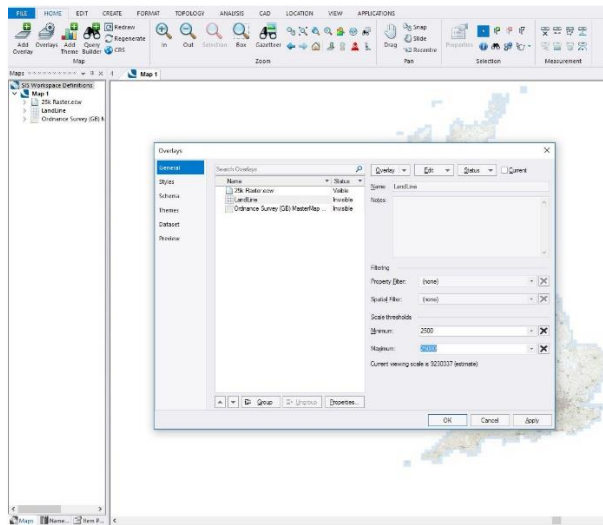 FILE HOME EDIT CREATE FORMAT TOPOLOGY ANALYSIS CAD LOCATION VIEW APPLICATIONS
Add Overlay Overlays Add Theme Query Builder Redraw Regenerate CRS
Map
In Out Selection Box Gazetteer
Zoom
Drag Snap Slide Recentre
Pan
Properties
Selection
Measurement
Maps
Map 1
SIS Workspace Definitions
Map 1
25k Raster.ecw
LandLine
Ordnance Survey (GB) M
Overlays
General
Styles
Schema
Themes
Dataset
Preview
Search Overlays
Name Status
25k Raster.ecw Visible
LandLine Invisible
Ordnance Survey (GB) MasterMap ... Invisible
Group Ungroup Properties...
Overlay Edit Status Current
Name: LandLine
Notes:
Filtering
Property Filter: (none)
Spatial Filter: (none)
Scale thresholds
Minimum: 2500
Maximum: 25000
Current viewing scale is 9230337 (estimate)
OK Cancel Apply
Maps Name... Item P...